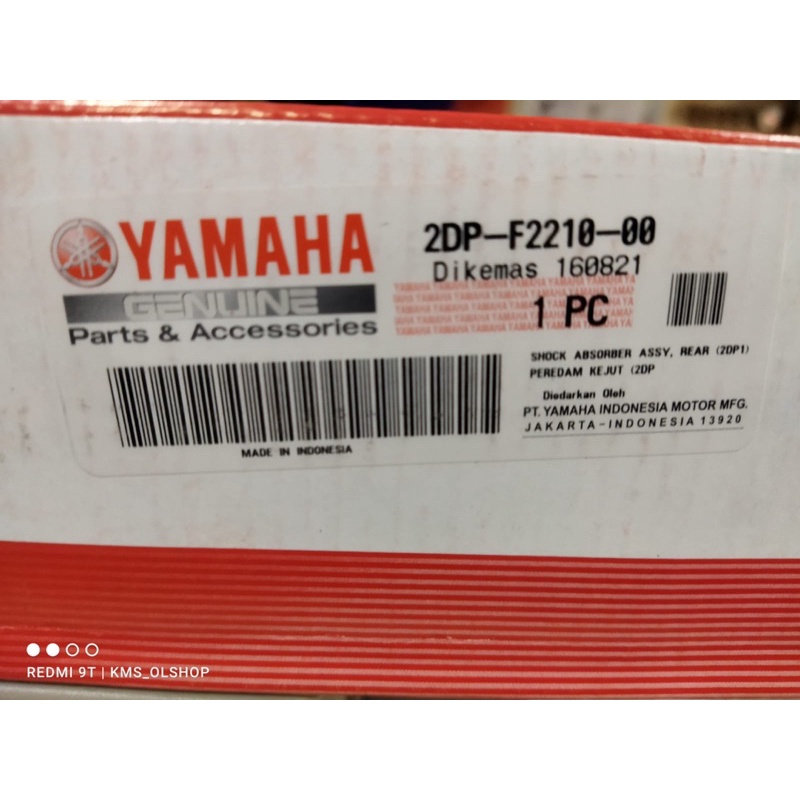 YAMAHA
GENUINE
Parts & Accessories
2DP-F2210-00
Dikemas 160821
1 PC
SHOCK ABSORBER ASSY, REAR (2DP1)
PEREDAM KEJUT (2DP
Diedarkan Oleh
PT. YAMAHA INDONESIA MOTOR MFG.
JAKARTA-INDONESIA 13920
MADE IN INDONESIA
REDMI 9T | KMS_OLSHOP